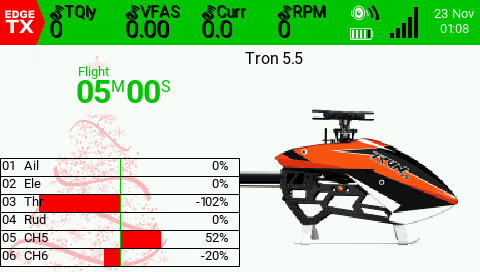 EDGE
TX
TQly
0
VFAS
0.00
Curr
0.0
RPM
0
23 Nov
01:08
Tron 5.5
Flight
05M00S
TRON
01 Ail 0%
02 Ele 0%
03 Thr -102%
04 Rud 0%
05 CH5 52%
06 CH6 -20%